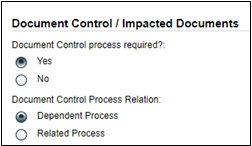 Document Control / Impacted Documents
Document Control process required?:
Yes
No
Document Control Process Relation:
Dependent Process
Related Process